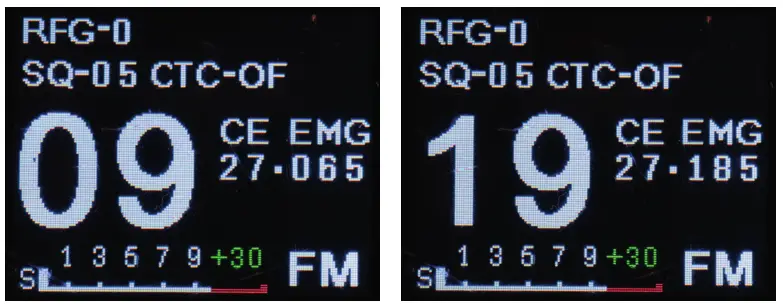 RFG-0
SQ-05 CTC-OF
09
CE EMG
27.065
1 3 5 7 9 +30
S
FM
RFG-0
SQ-05 CTC-OF
19
CE EMG
27.185
1 3 5 7 9 +30
S
FM